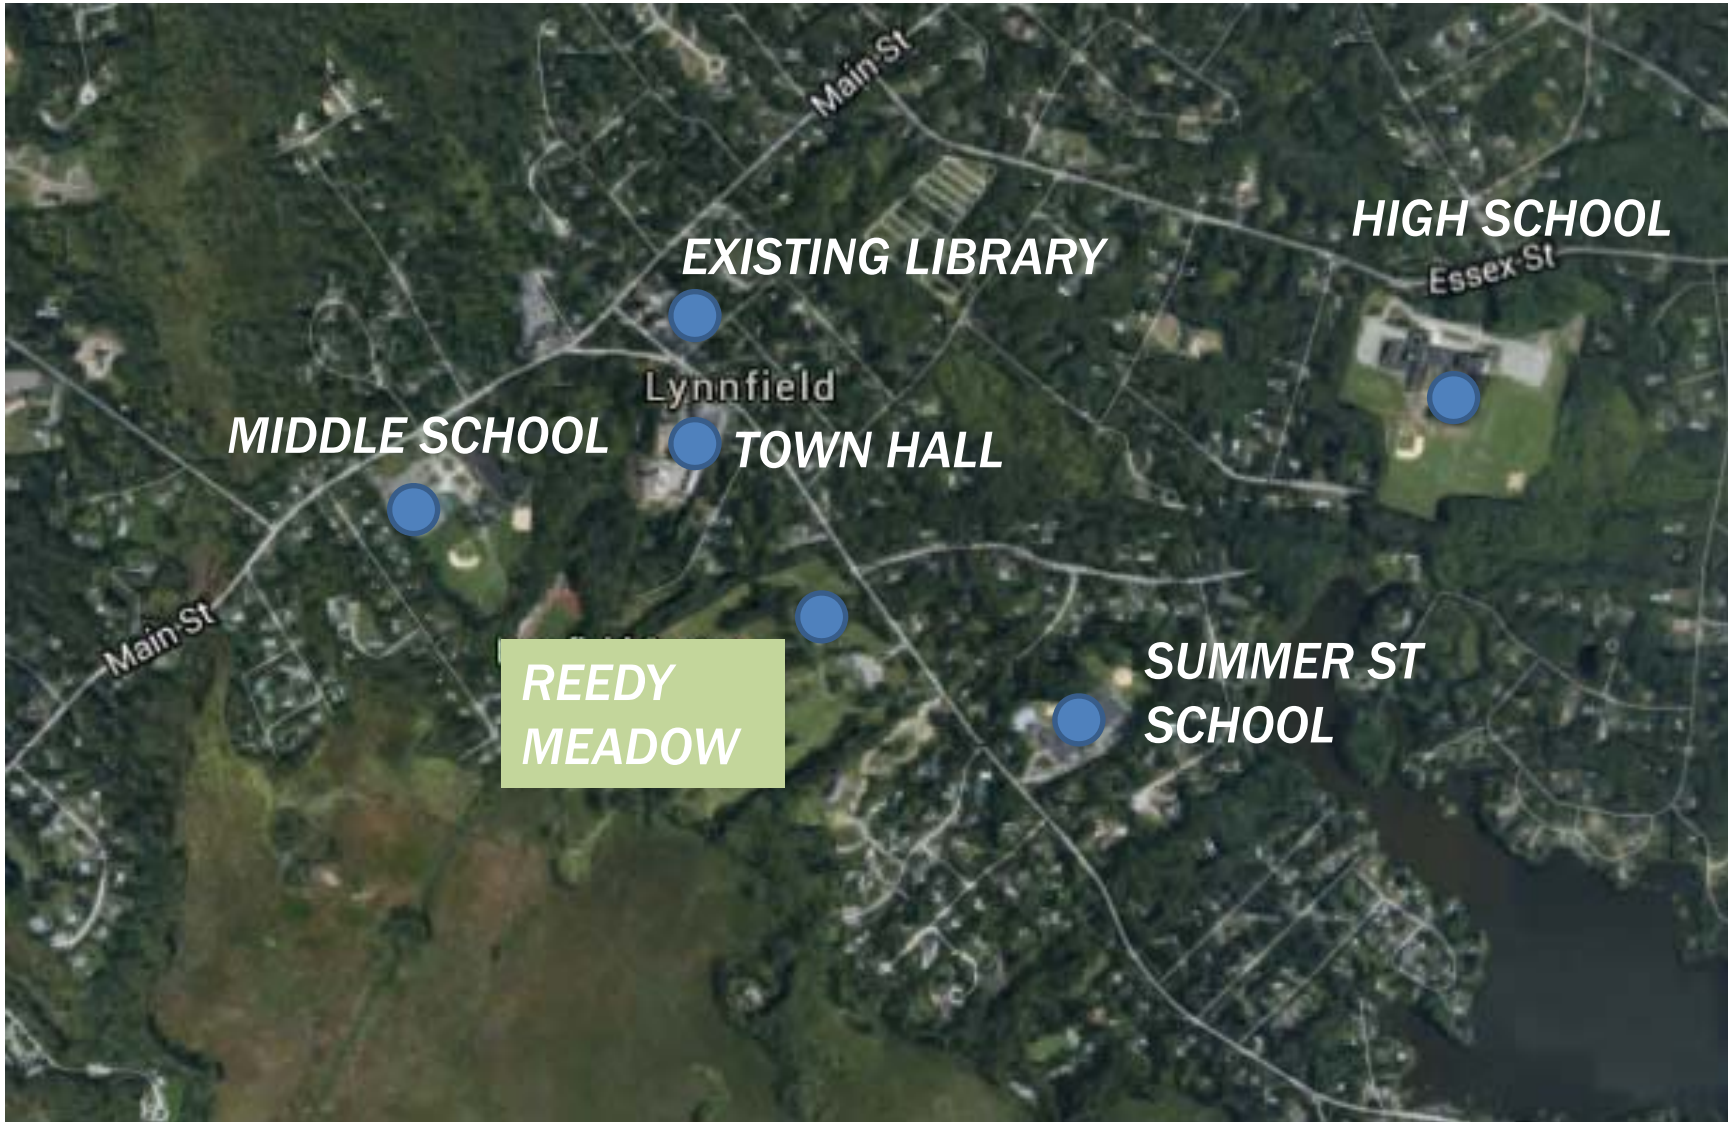 Main St
HIGH SCHOOL
EXISTING LIBRARY
Essex St
Lynnfield
MIDDLE SCHOOL
TOWN HALL
Main St
REEDY
MEADOW
SUMMER ST
SCHOOL